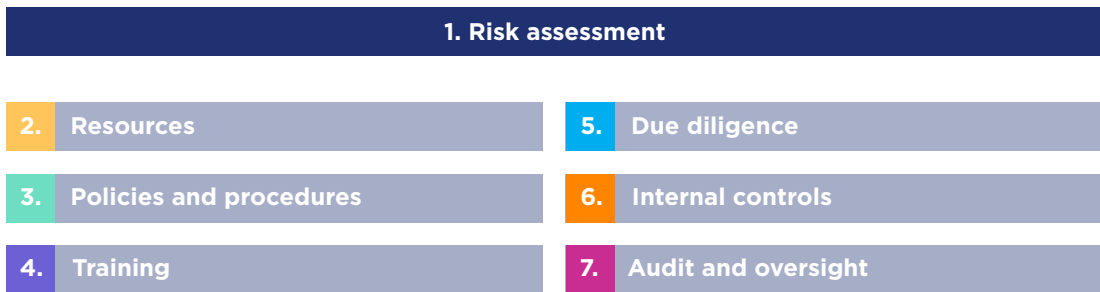 1. Risk assessment
2. Resources
3. Policies and procedures
4. Training
5. Due diligence
6. Internal controls
7. Audit and oversight